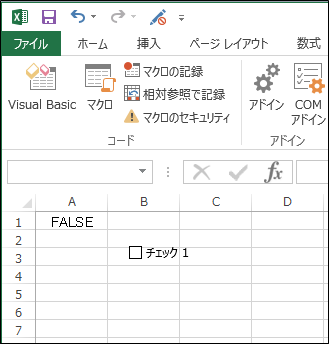 ファイル ホーム 挿入 ページ レイアウト 数式
Visual Basic マクロ マクロの記録 アドイン COM
相対参照で記録 アドイン
マクロのセキュリティ
コード アドイン
fx
A B C D
1 FALSE
2
3 チェック 1
4
5
6
7